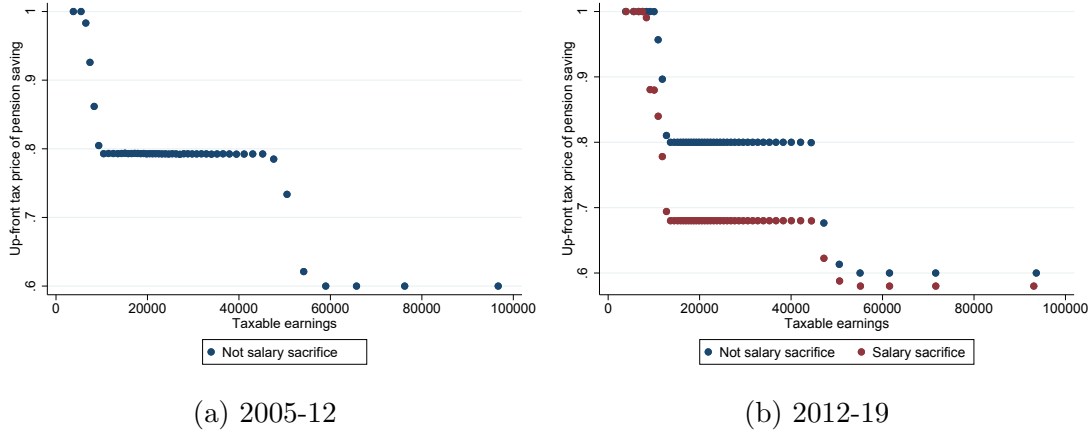 Up-front tax price of pension saving
1
.9
.8
.7
.6
0
20000
40000
60000
80000
100000
Taxable earnings
Not salary sacrifice
(a) 2005-12
Up-front tax price of pension saving
1
.9
.8
.7
.6
0
20000
40000
60000
80000
100000
Taxable earnings
Not salary sacrifice
Salary sacrifice
(b) 2012-19